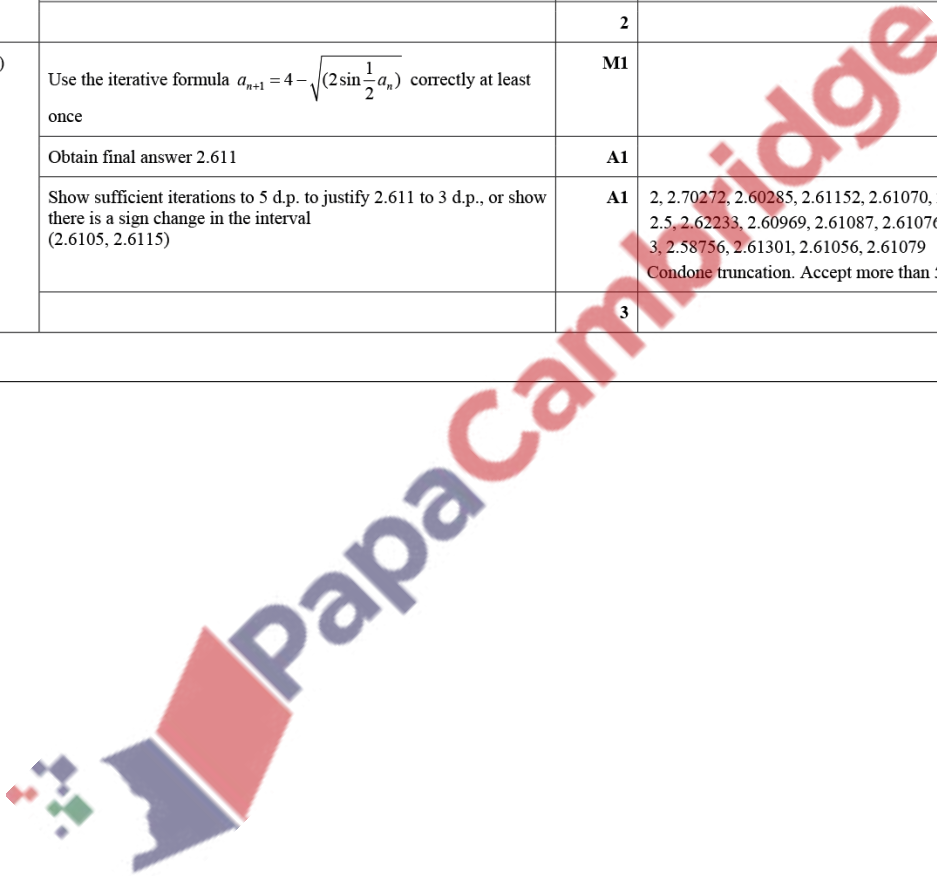 2
)
Use the iterative formula aₙ₊₁ = 4 − √(2 sin ½ aₙ) correctly at least
once
M1
Obtain final answer 2.611
A1
Show sufficient iterations to 5 d.p. to justify 2.611 to 3 d.p., or show
there is a sign change in the interval
(2.6105, 2.6115)
A1
2, 2.70272, 2.60285, 2.61152, 2.61070,
2.5, 2.62233, 2.60969, 2.61087, 2.61076
3, 2.58756, 2.61301, 2.61056, 2.61079
Condone truncation. Accept more than
3
PapaCambridge